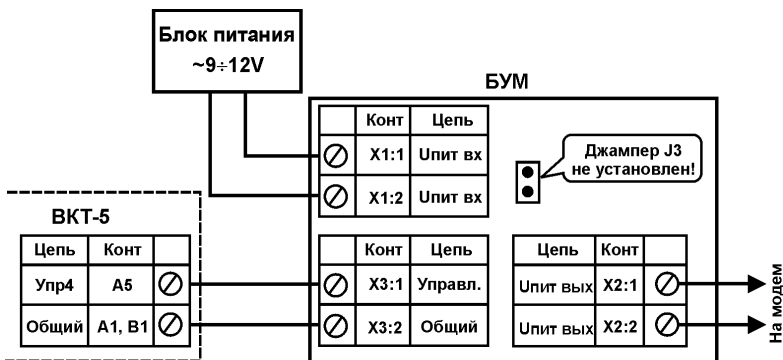 Блок питания
~9÷12V
БУМ
Конт Цепь
X1:1 Uпит вх
X1:2 Uпит вх
Джампер J3
не установлен!
ВКТ-5
Цепь Конт
Упр4 A5
Общий A1, B1
Конт Цепь
X3:1 Управл.
X3:2 Общий
Цепь Конт
Uпит вых X2:1
Uпит вых X2:2
На модем